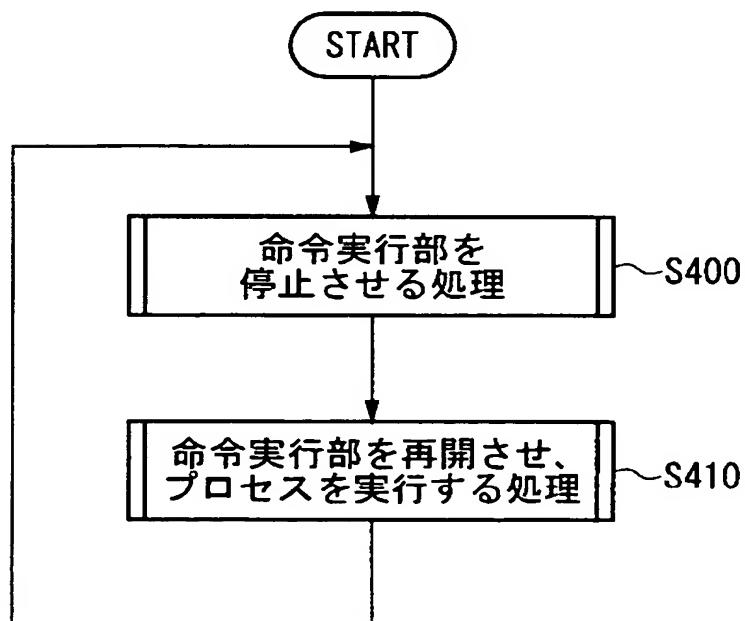 START
命令実行部を
停止させる処理
S400
命令実行部を再開させ、
プロセスを実行する処理
S410